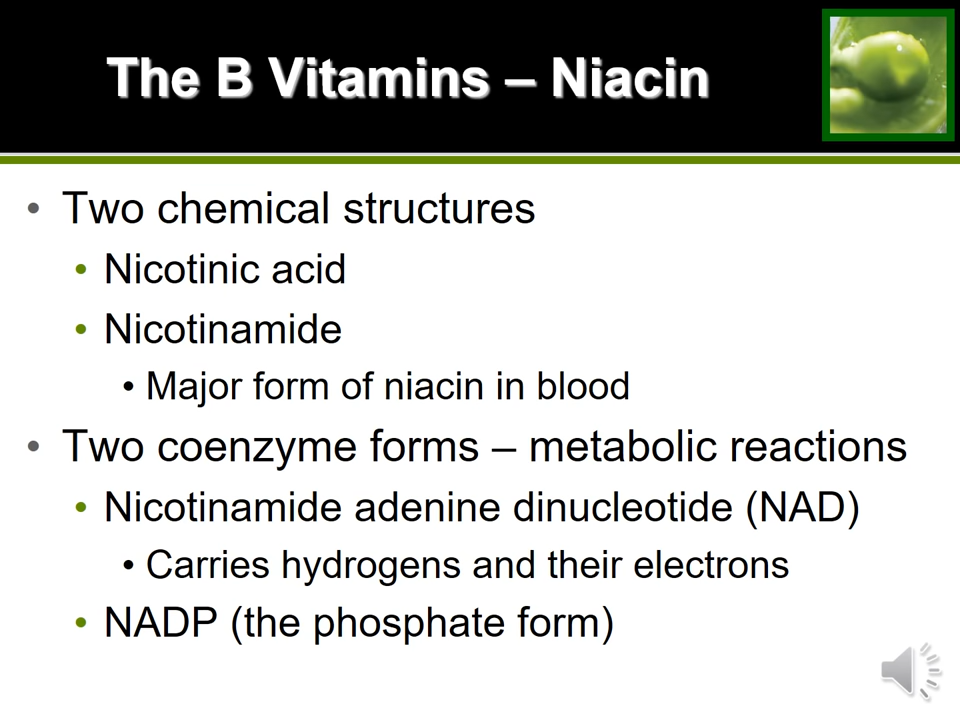 The B Vitamins – Niacin
• Two chemical structures
• Nicotinic acid
• Nicotinamide
• Major form of niacin in blood
• Two coenzyme forms – metabolic reactions
• Nicotinamide adenine dinucleotide (NAD)
• Carries hydrogens and their electrons
• NADP (the phosphate form)